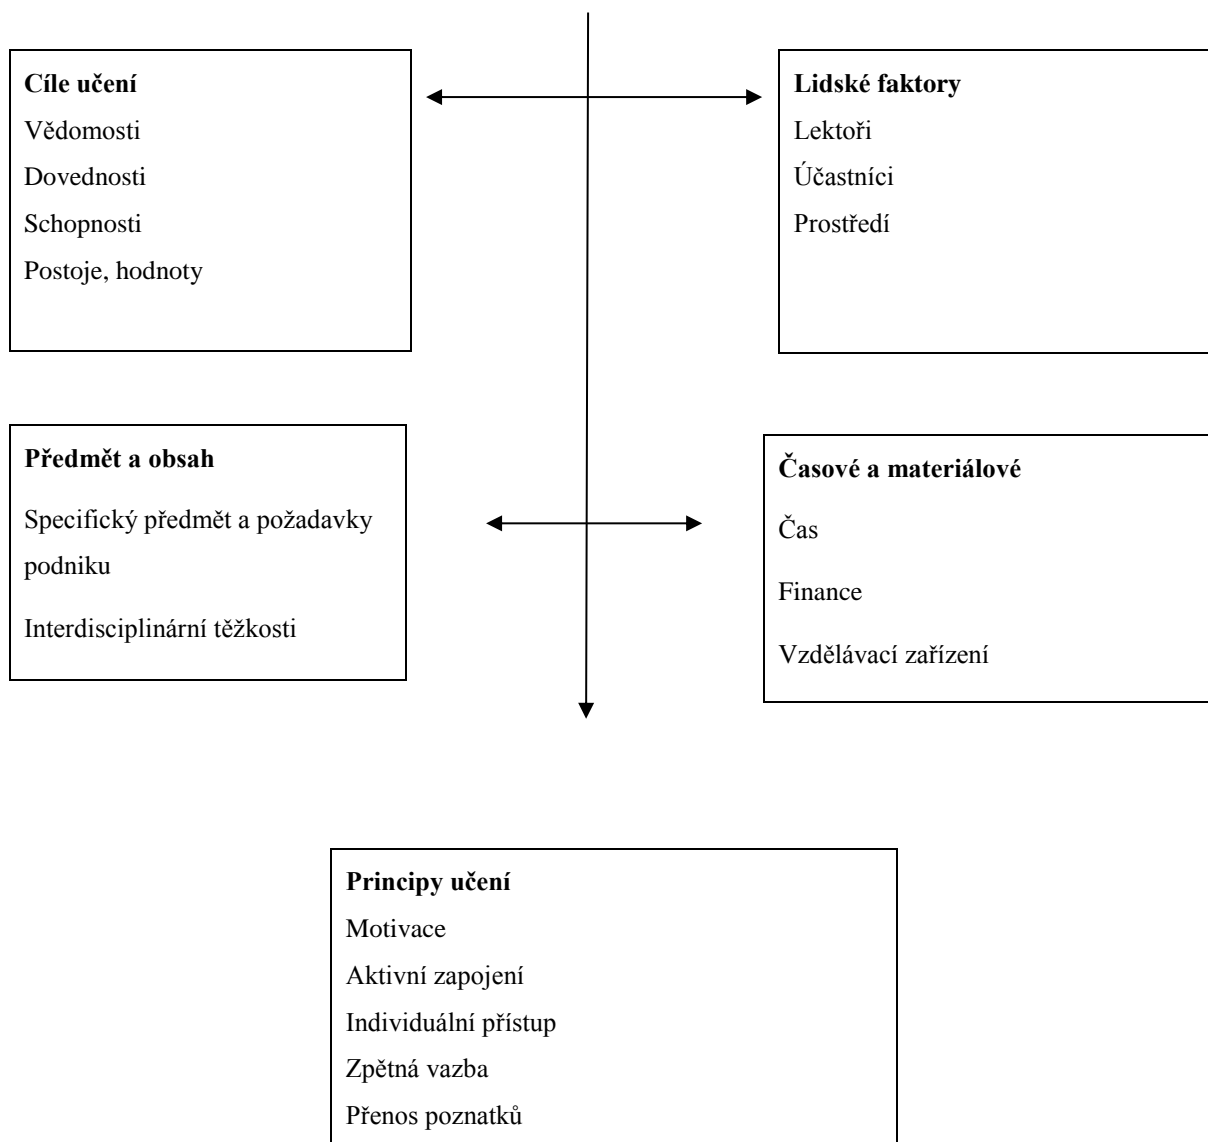 Cíle učení
Vědomosti
Dovednosti
Schopnosti
Postoje, hodnoty
Lidské faktory
Lektoři
Účastníci
Prostředí
Předmět a obsah
Specifický předmět a požadavky
podniku
Interdisciplinární těžkosti
Časové a materiálové
Čas
Finance
Vzdělávací zařízení
Principy učení
Motivace
Aktivní zapojení
Individuální přístup
Zpětná vazba
Přenos poznatků